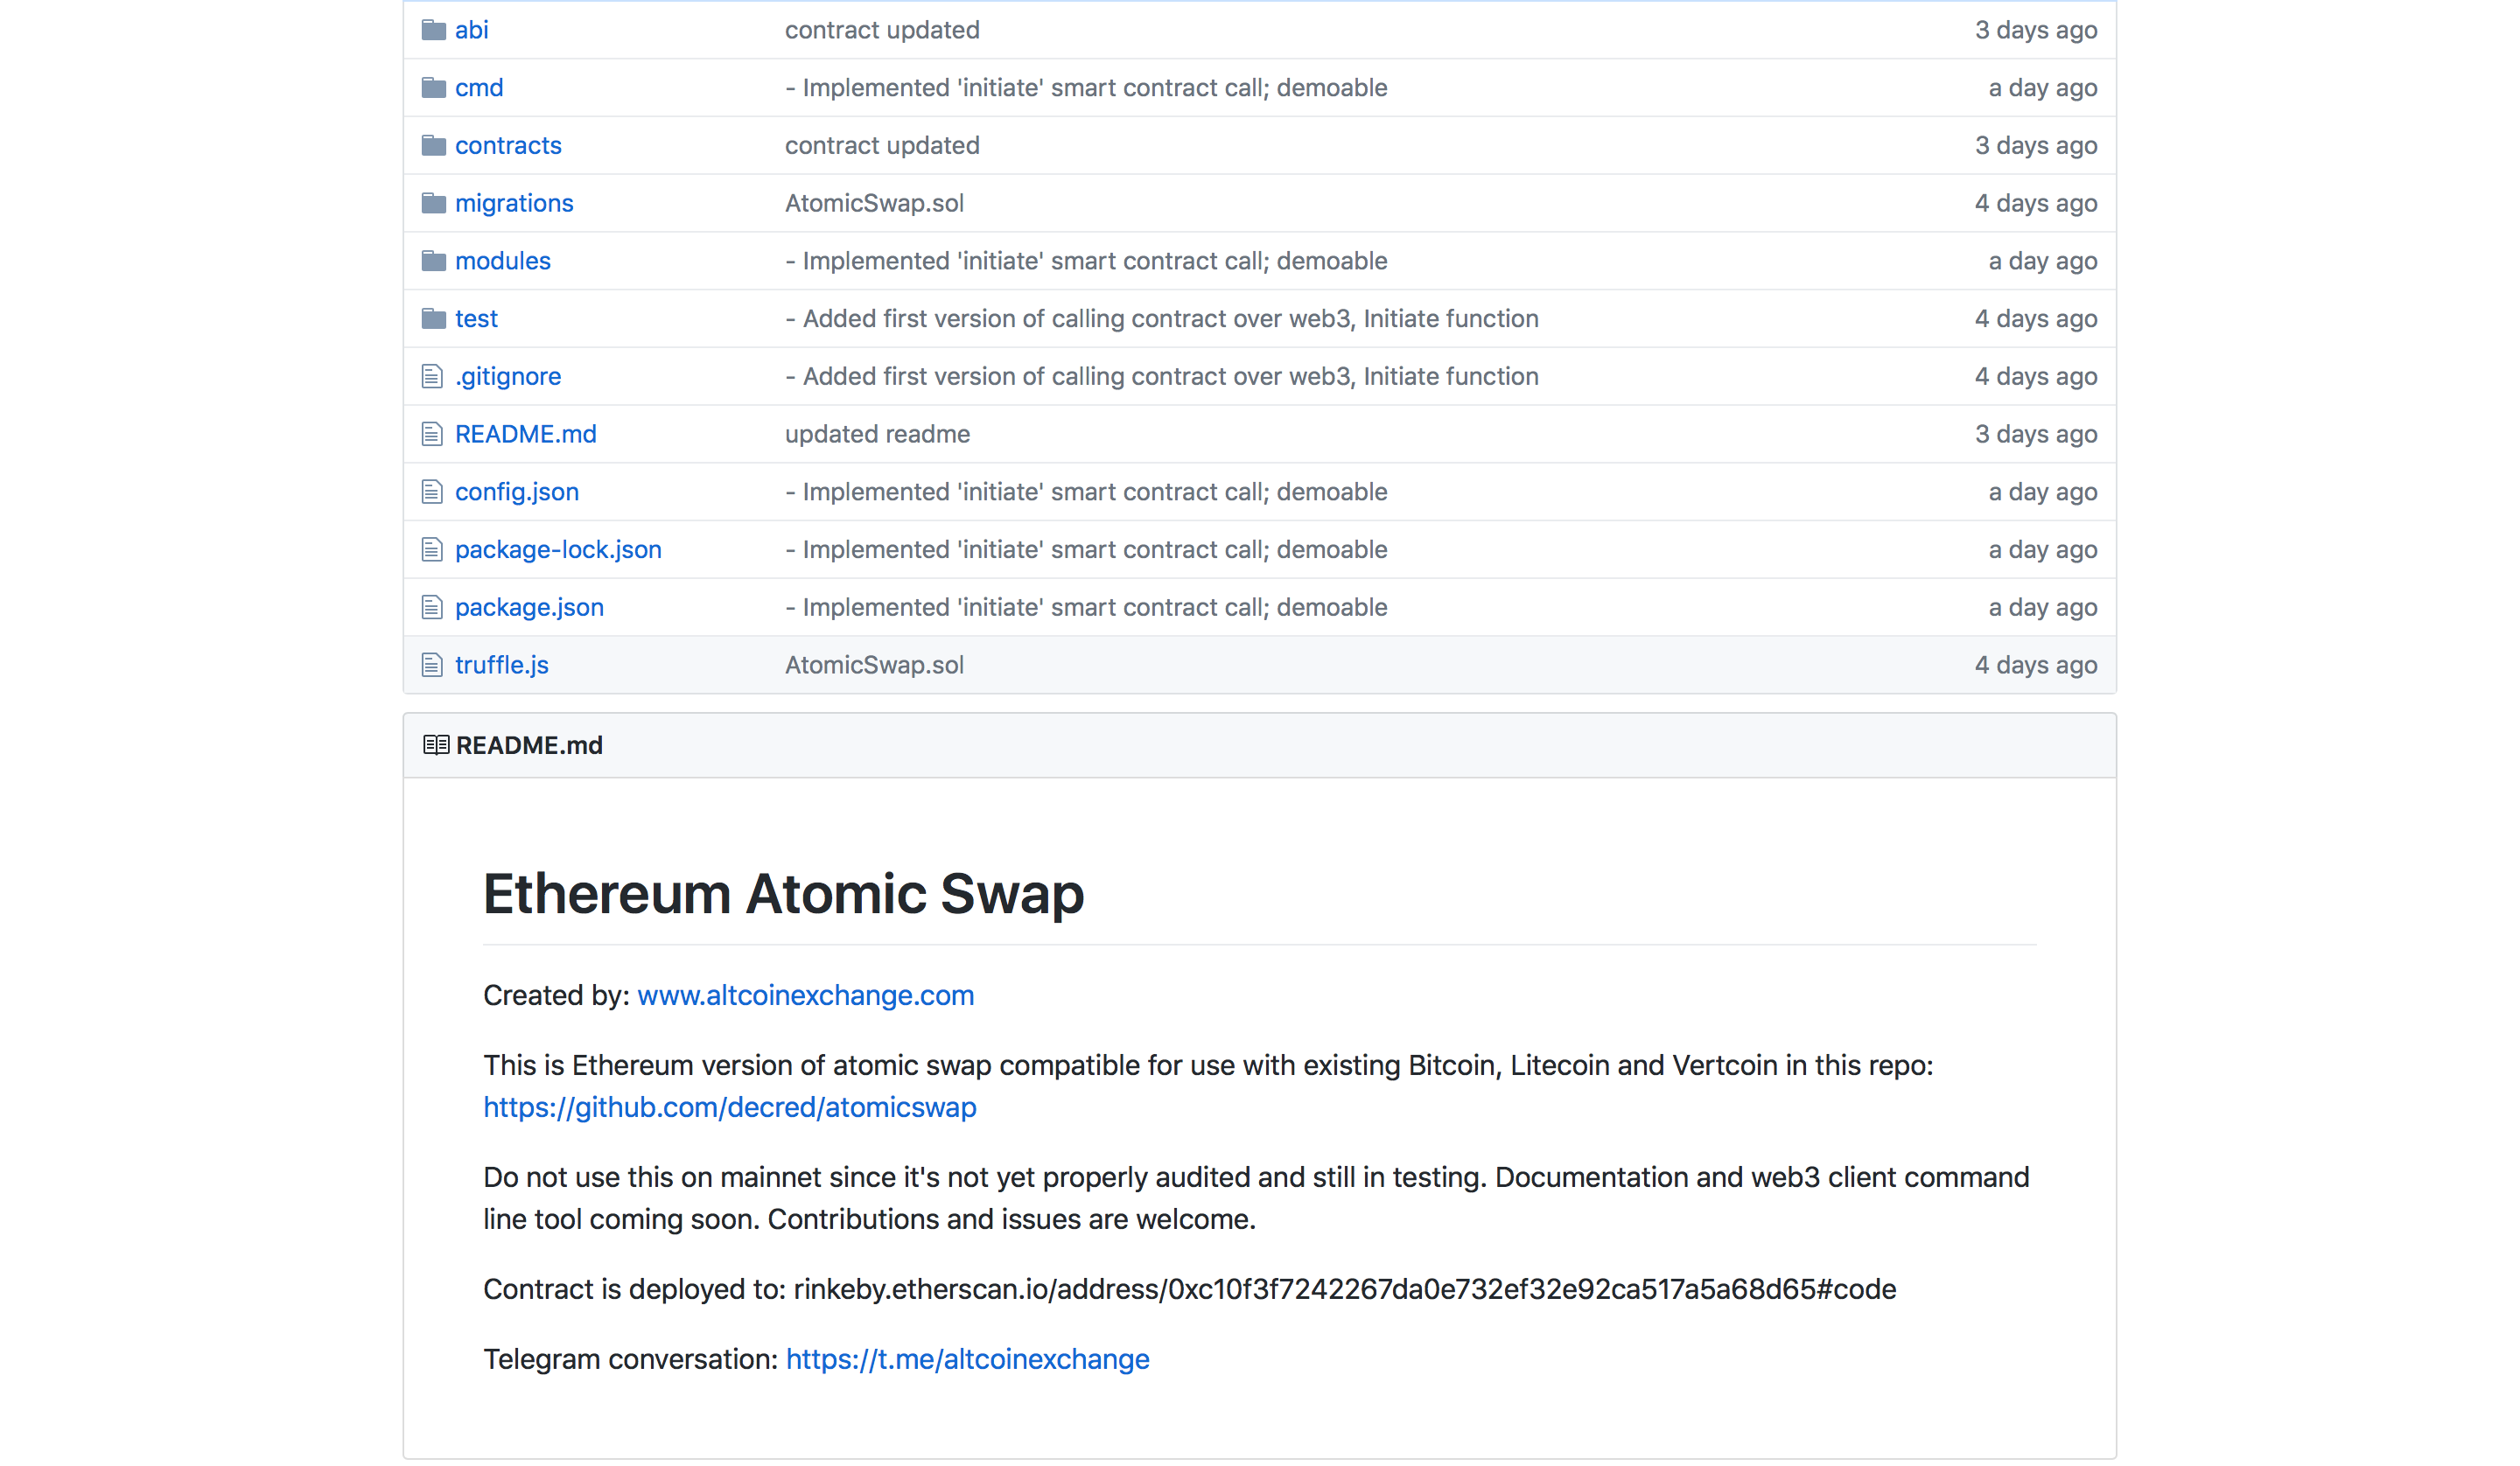 abi contract updated 3 days ago
cmd - Implemented 'initiate' smart contract call; demoable a day ago
contracts contract updated 3 days ago
migrations AtomicSwap.sol 4 days ago
modules - Implemented 'initiate' smart contract call; demoable a day ago
test - Added first version of calling contract over web3, Initiate function 4 days ago
.gitignore - Added first version of calling contract over web3, Initiate function 4 days ago
README.md updated readme 3 days ago
config.json - Implemented 'initiate' smart contract call; demoable a day ago
package-lock.json - Implemented 'initiate' smart contract call; demoable a day ago
package.json - Implemented 'initiate' smart contract call; demoable a day ago
truffle.js AtomicSwap.sol 4 days ago
README.md
Ethereum Atomic Swap
Created by: www.altcoinexchange.com
This is Ethereum version of atomic swap compatible for use with existing Bitcoin, Litecoin and Vertcoin in this repo:
https://github.com/decred/atomicswap
Do not use this on mainnet since it's not yet properly audited and still in testing. Documentation and web3 client command
line tool coming soon. Contributions and issues are welcome.
Contract is deployed to: rinkeby.etherscan.io/address/0xc10f3f7242267da0e732ef32e92ca517a5a68d65#code
Telegram conversation: https://t.me/altcoinexchange